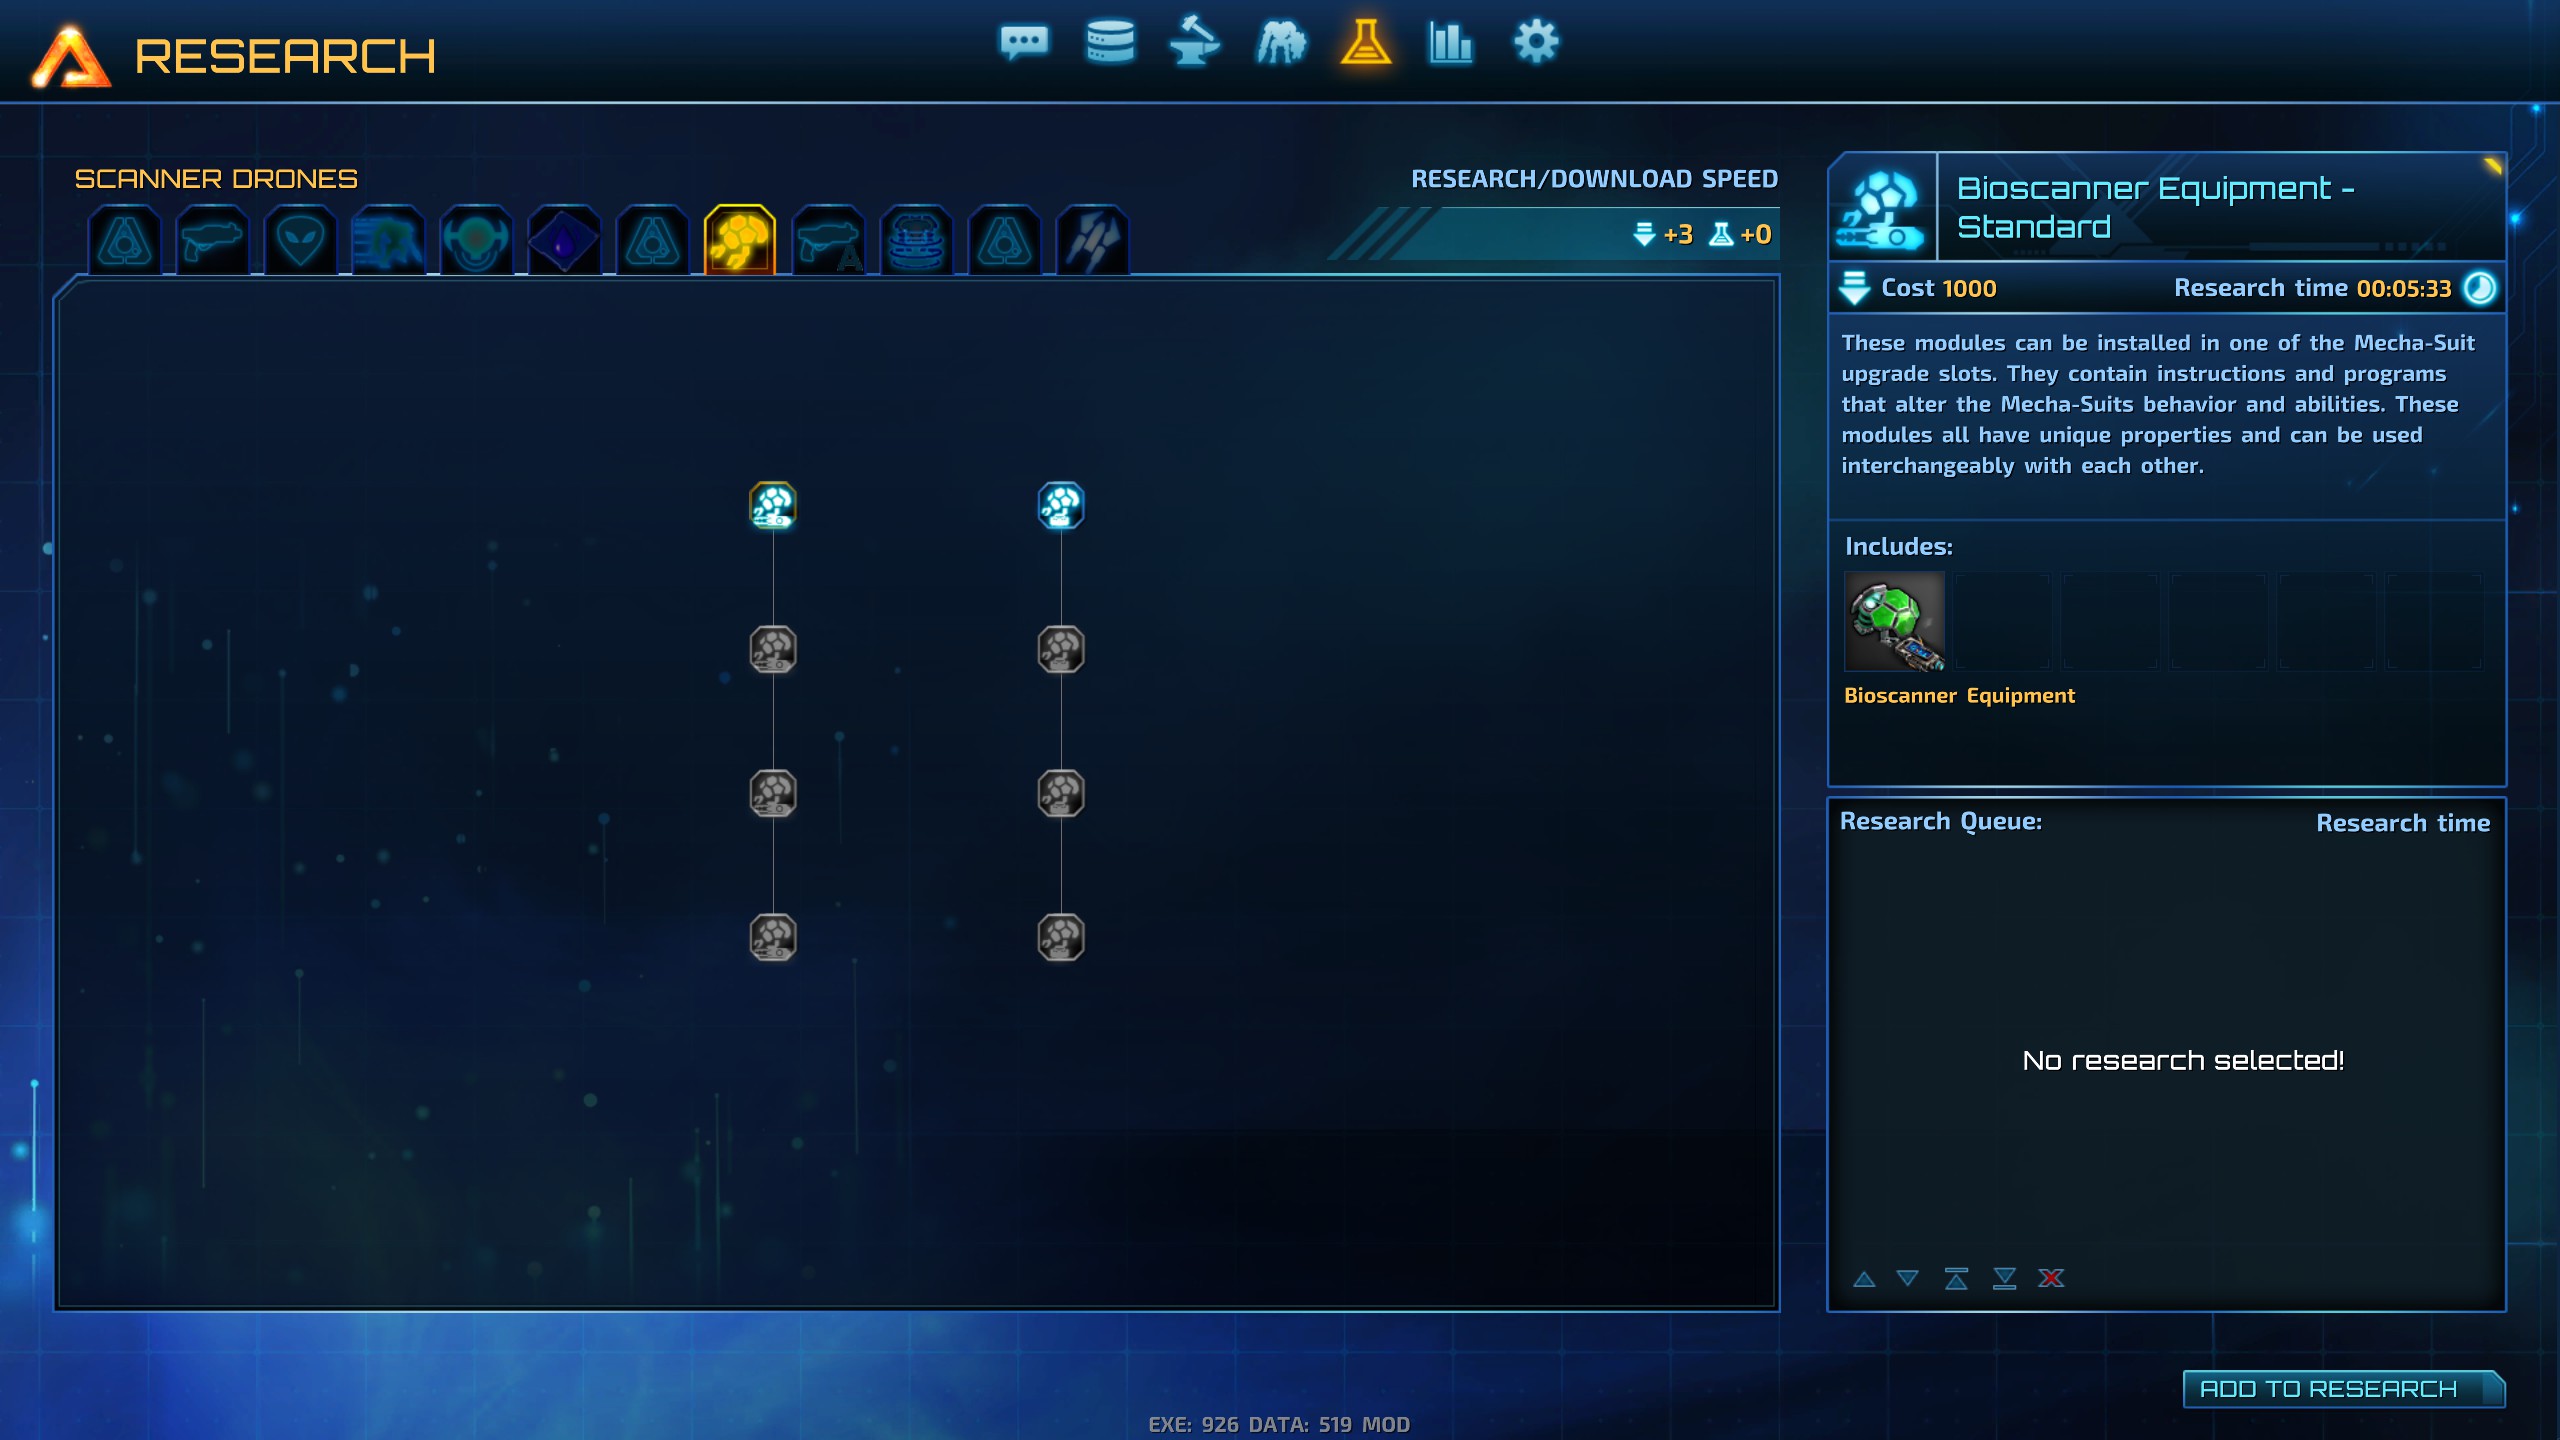 RESEARCH
SCANNER DRONES
RESEARCH/DOWNLOAD SPEED
+3 +0
A
Bioscanner Equipment -
Standard
Cost 1000 Research time 00:05:33
These modules can be installed in one of the Mecha-Suit
upgrade slots. They contain instructions and programs
that alter the Mecha-Suits behavior and abilities. These
modules all have unique properties and can be used
interchangeably with each other.
Includes:
Bioscanner Equipment
Research Queue: Research time
No research selected!
ADD TO RESEARCH
EXE: 926 DATA: 519 MOD